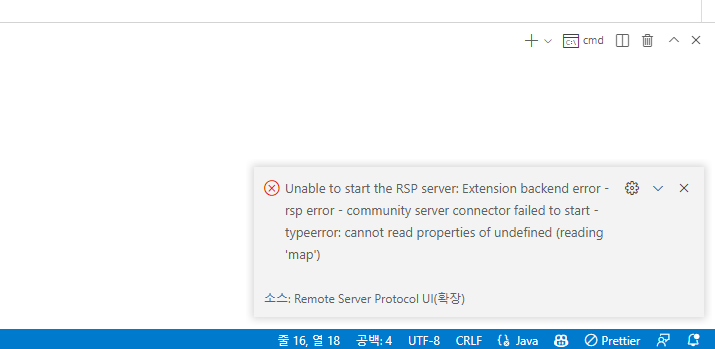 cmd
Unable to start the RSP server: Extension backend error -
rsp error - community server connector failed to start -
typeerror: cannot read properties of undefined (reading
'map')
소스: Remote Server Protocol UI(확장)
줄 16, 열 18 공백: 4 UTF-8 CRLF Java Prettier